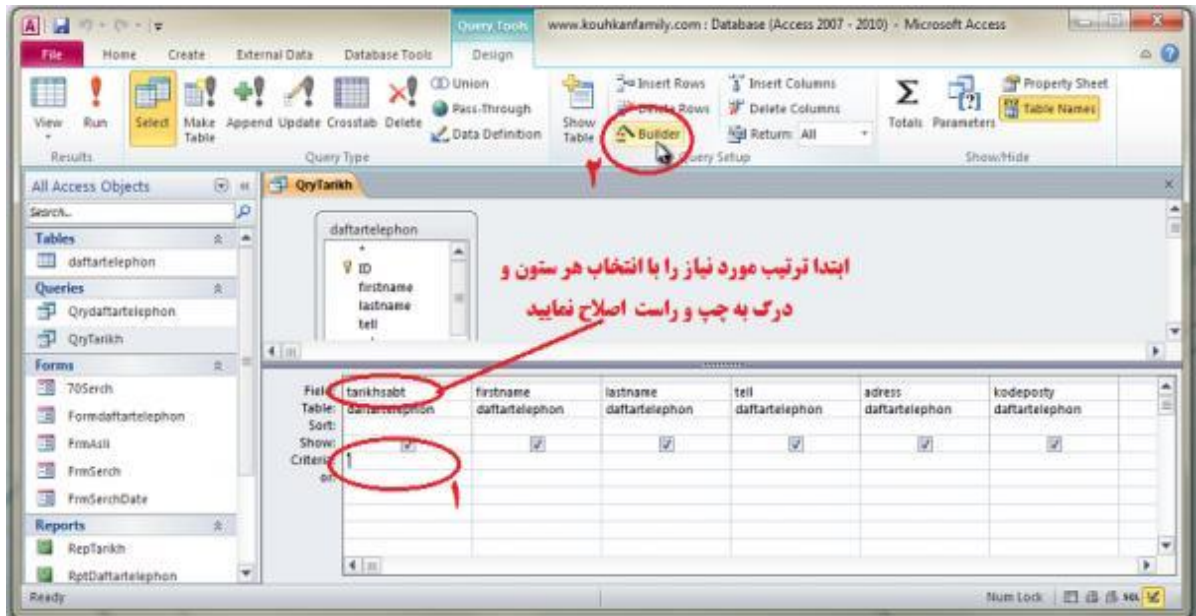 Query Tools
www.kouhkanfamily.com : Database (Access 2007 - 2010) - Microsoft Access
File Home Create External Data Database Tools Design
View Run Select Make Table Append Update Crosstab Delete
Union
Pass-Through
Data Definition
Show Table
Insert Rows
Delete Rows
Builder
Insert Columns
Delete Columns
Return: All
Totals Parameters
Property Sheet
Table Names
Results Query Type Query Setup Show/Hide
۲
All Access Objects
Search..
Tables
daftartelephon
Queries
Qrydaftartelephon
QryTarikh
Forms
70Serch
Formdaftartelephon
FrmAsli
FrmSerch
FrmSerchDate
Reports
RepTarikh
RptDaftartelephon
QryTarikh
daftartelephon
*
ID
firstname
lastname
tell
ابتدا ترتیب مورد نیاز را با انتخاب هر ستون و
درگ به چپ و راست اصلاح نمایید
Field: tarikhsabt firstname lastname tell adress kodeposty
Table: daftartelephon daftartelephon daftartelephon daftartelephon daftartelephon daftartelephon
Sort:
Show:
Criteria:
or:
۱
Ready
Num Lock
SQL